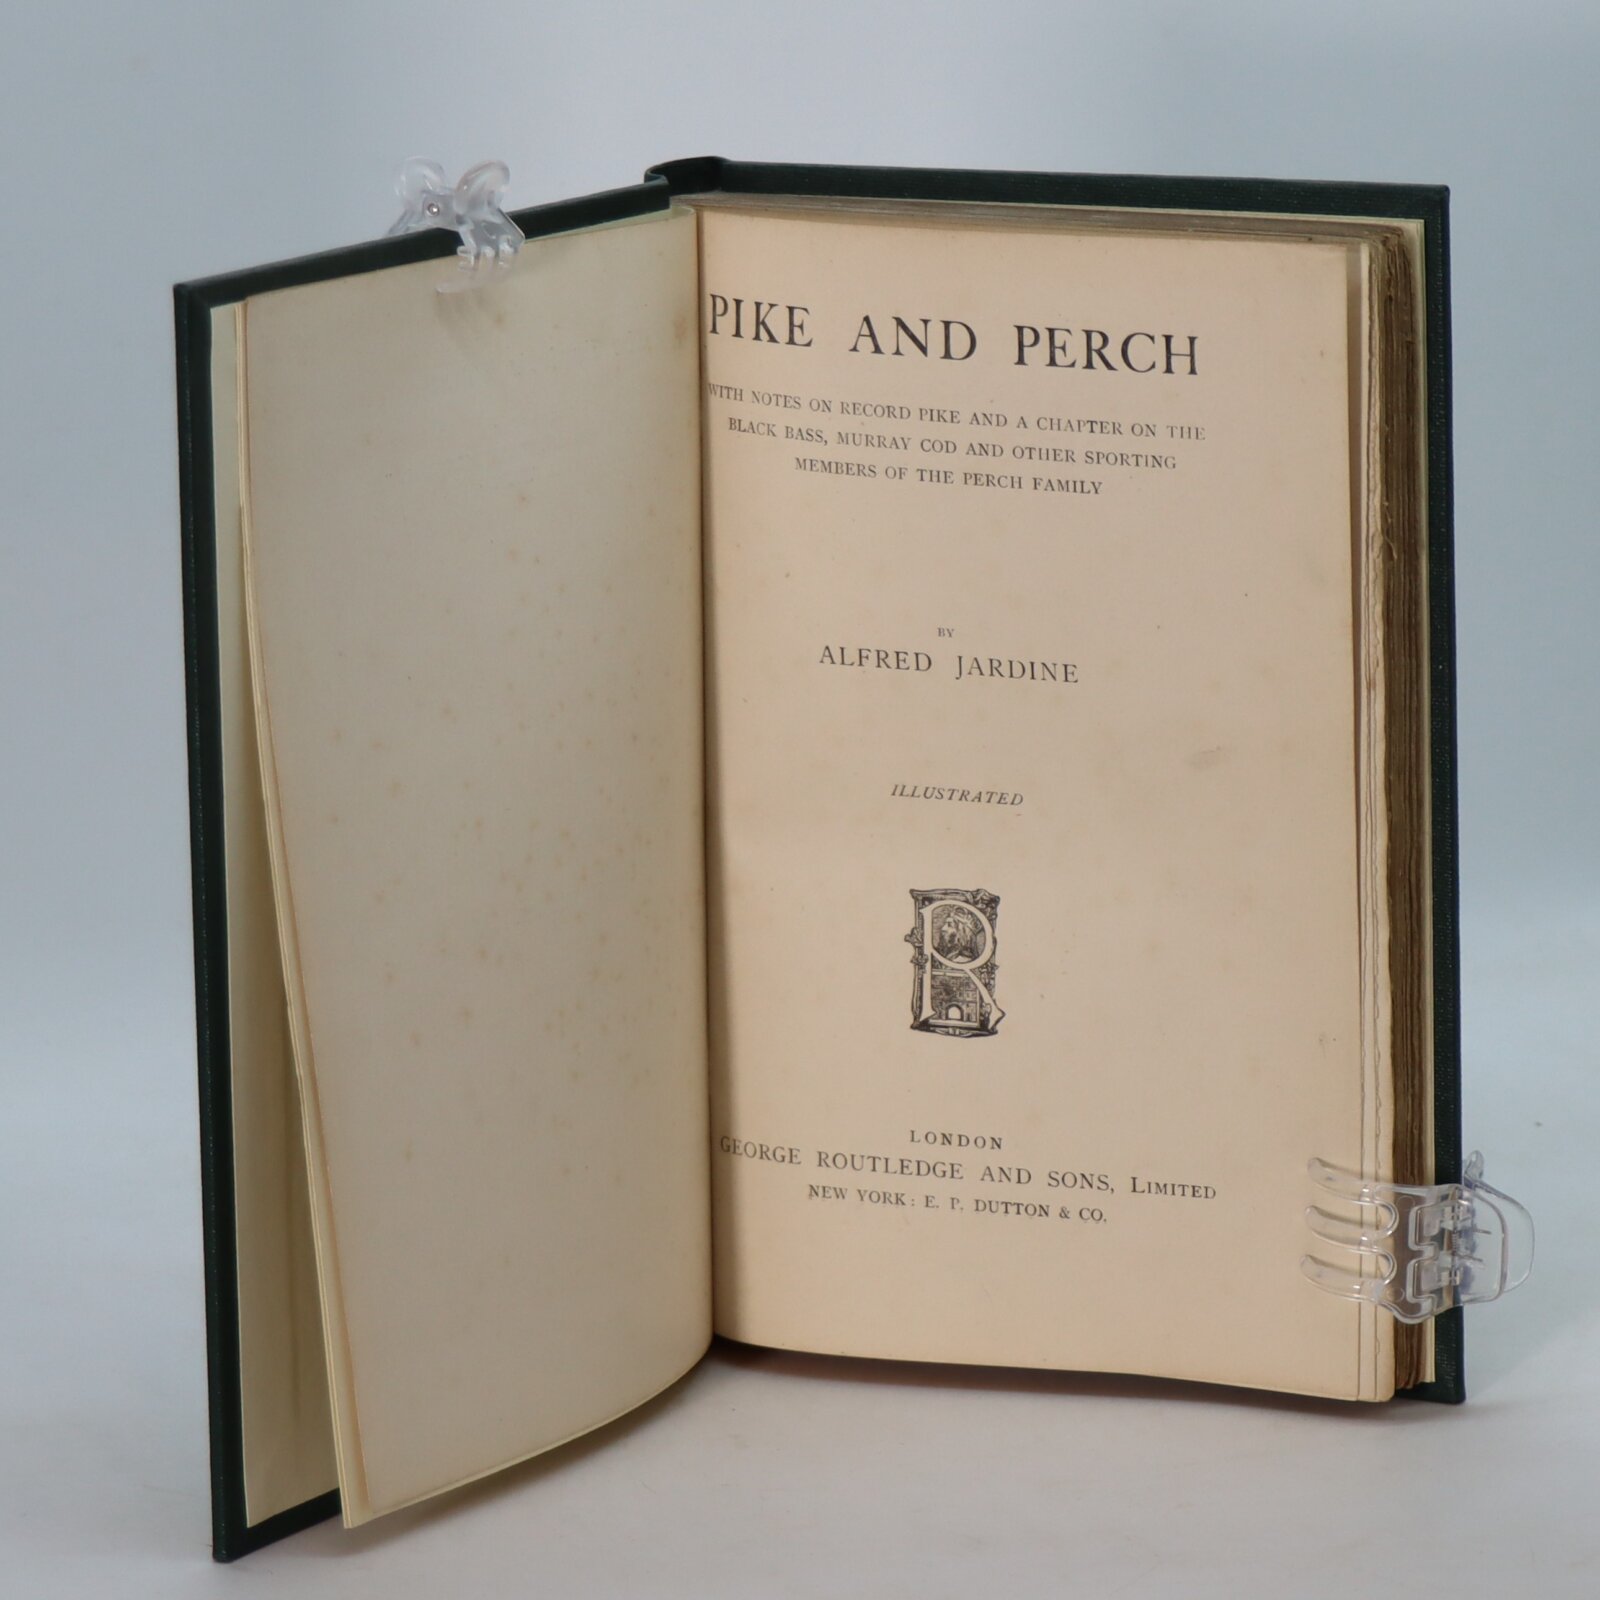 PIKE AND PERCH
WITH NOTES ON RECORD PIKE AND A CHAPTER ON THE
BLACK BASS, MURRAY COD AND OTHER SPORTING
MEMBERS OF THE PERCH FAMILY
BY
ALFRED JARDINE
ILLUSTRATED
R
LONDON
GEORGE ROUTLEDGE AND SONS, LIMITED
NEW YORK: E. P. DUTTON & CO.